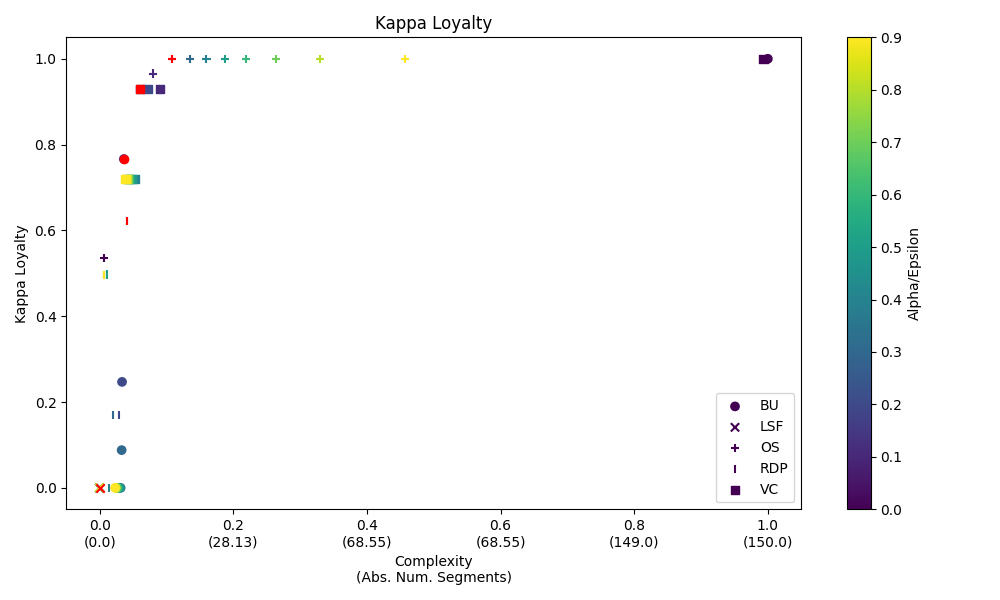 Kappa Loyalty
Kappa Loyalty
1.0
0.8
0.6
0.4
0.2
0.0
0.0
(0.0)
0.2
(28.13)
0.4
(68.55)
0.6
(68.55)
0.8
(149.0)
1.0
(150.0)
Complexity
(Abs. Num. Segments)
BU
LSF
OS
RDP
VC
0.9
0.8
0.7
0.6
0.5
0.4
0.3
0.2
0.1
0.0
Alpha/Epsilon